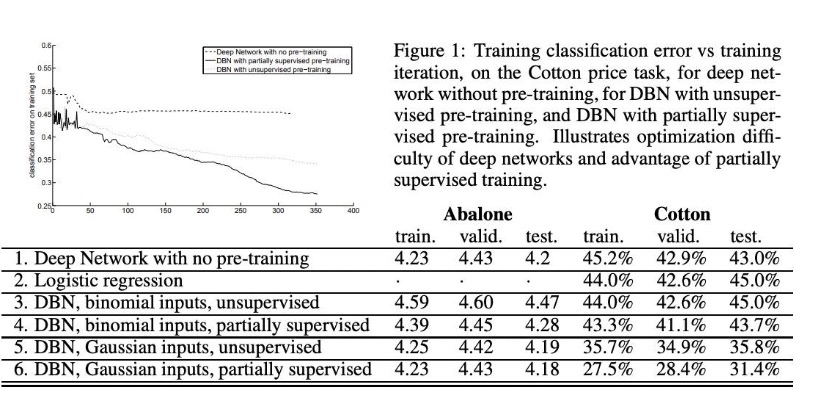 0.6
0.55
0.5
0.45
0.4
0.35
0.3
0.25
classification error on training set
0 50 100 150 200 250 300 350 400
Deep Network with no pre-training
DBN with partially supervised pre-training
DBN with unsupervised pre-training
Figure 1: Training classification error vs training
iteration, on the Cotton price task, for deep net-
work without pre-training, for DBN with unsuper-
vised pre-training, and DBN with partially super-
vised pre-training. Illustrates optimization diffi-
culty of deep networks and advantage of partially
supervised training.
Abalone Cotton
train. valid. test. train. valid. test.
1. Deep Network with no pre-training 4.23 4.43 4.2 45.2% 42.9% 43.0%
2. Logistic regression · · · 44.0% 42.6% 45.0%
3. DBN, binomial inputs, unsupervised 4.59 4.60 4.47 44.0% 42.6% 45.0%
4. DBN, binomial inputs, partially supervised 4.39 4.45 4.28 43.3% 41.1% 43.7%
5. DBN, Gaussian inputs, unsupervised 4.25 4.42 4.19 35.7% 34.9% 35.8%
6. DBN, Gaussian inputs, partially supervised 4.23 4.43 4.18 27.5% 28.4% 31.4%